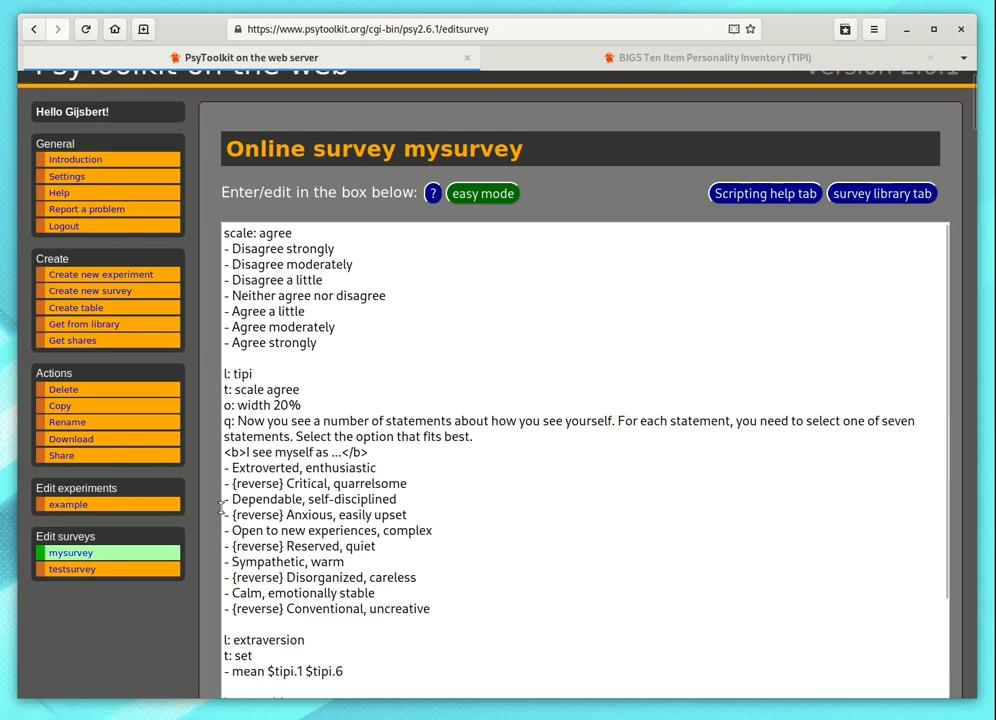 https://www.psytoolkit.org/cgi-bin/psy2.6.1/editsurvey
PsyToolkit on the web server
BIG5 Ten Item Personality Inventory (TIPI)
Hello Gijsbert!
General
Introduction
Settings
Help
Report a problem
Logout
Create
Create new experiment
Create new survey
Create table
Get from library
Get shares
Actions
Delete
Copy
Rename
Download
Share
Edit experiments
example
Edit surveys
mysurvey
testsurvey
Online survey mysurvey
Enter/edit in the box below: ? easy mode Scripting help tab survey library tab
scale: agree
- Disagree strongly
- Disagree moderately
- Disagree a little
- Neither agree nor disagree
- Agree a little
- Agree moderately
- Agree strongly
l: tipi
t: scale agree
o: width 20%
q: Now you see a number of statements about how you see yourself. For each statement, you need to select one of seven
statements. Select the option that fits best.
<b>I see myself as ...</b>
- Extroverted, enthusiastic
- {reverse} Critical, quarrelsome
- Dependable, self-disciplined
- {reverse} Anxious, easily upset
- Open to new experiences, complex
- {reverse} Reserved, quiet
- Sympathetic, warm
- {reverse} Disorganized, careless
- Calm, emotionally stable
- {reverse} Conventional, uncreative
l: extraversion
t: set
- mean $tipi.1 $tipi.6